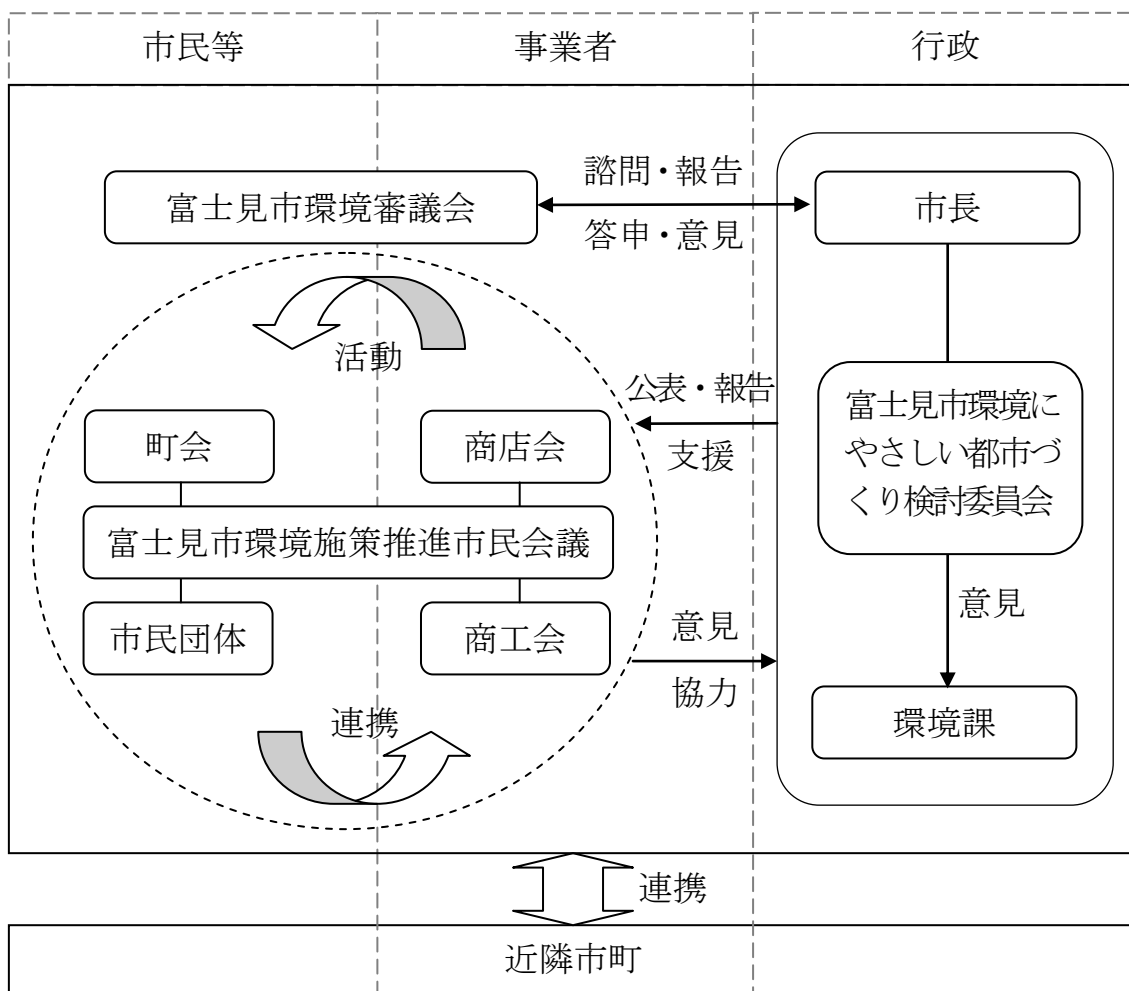 市民等
事業者
行政
諮問・報告
富士見市環境審議会
市長
答申・意見
活動
公表・報告
支援
富士見市環境に
やさしい都市づ
くり検討委員会
町会
商店会
富士見市環境施策推進市民会議
市民団体
商工会
意見
協力
意見
環境課
連携
連携
近隣市町